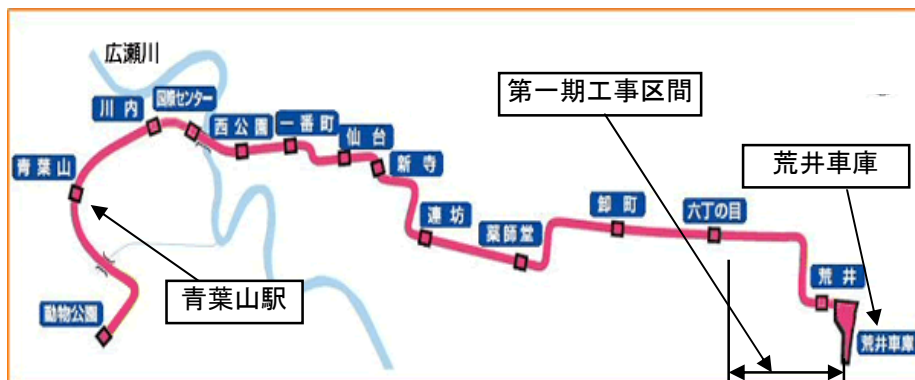 広瀬川
第一期工事区間
川内
国際センター
西公園
一番町
仙台
新寺
荒井車庫
青葉山
連坊
薬師堂
卸町
六丁の目
荒井
青葉山駅
動物公園
荒井車庫